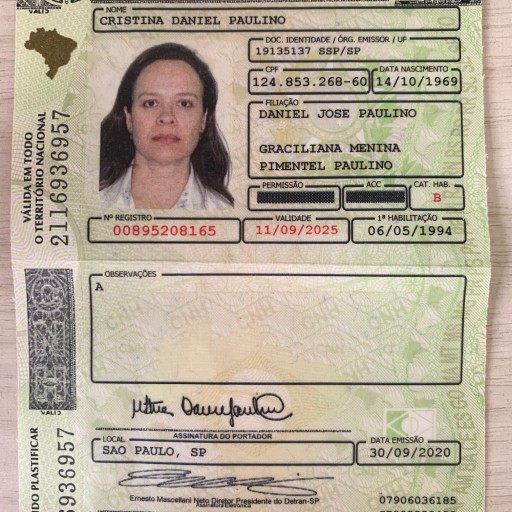 VALIS
NOME
CRISTINA DANIEL PAULINO
DOC. IDENTIDADE / ÓRG. EMISSOR / UF
19135137 SSP/SP
CPF
DATA NASCIMENTO
124.853.268-60
14/10/1969
FILIAÇÃO
DANIEL JOSE PAULINO
GRACILIANA MENINA
PIMENTEL PAULINO
PERMISSÃO
ACC
CAT. HAB.
B
Nº REGISTRO
VALIDADE
1ª HABILITAÇÃO
00895208165
11/09/2025
06/05/1994
VÁLIDA EM TODO
O TERRITÓRIO NACIONAL
2116936957
OBSERVAÇÕES
A
CNH
VALIS
ASSINATURA DO PORTADOR
LOCAL
DATA EMISSÃO
SAO PAULO, SP
30/09/2020
Ernesto Mascellani Neto Diretor Presidente do Detran-SP
Assinatura Eletrônica
07906036185
IDO PLASTIFICAR
6936957